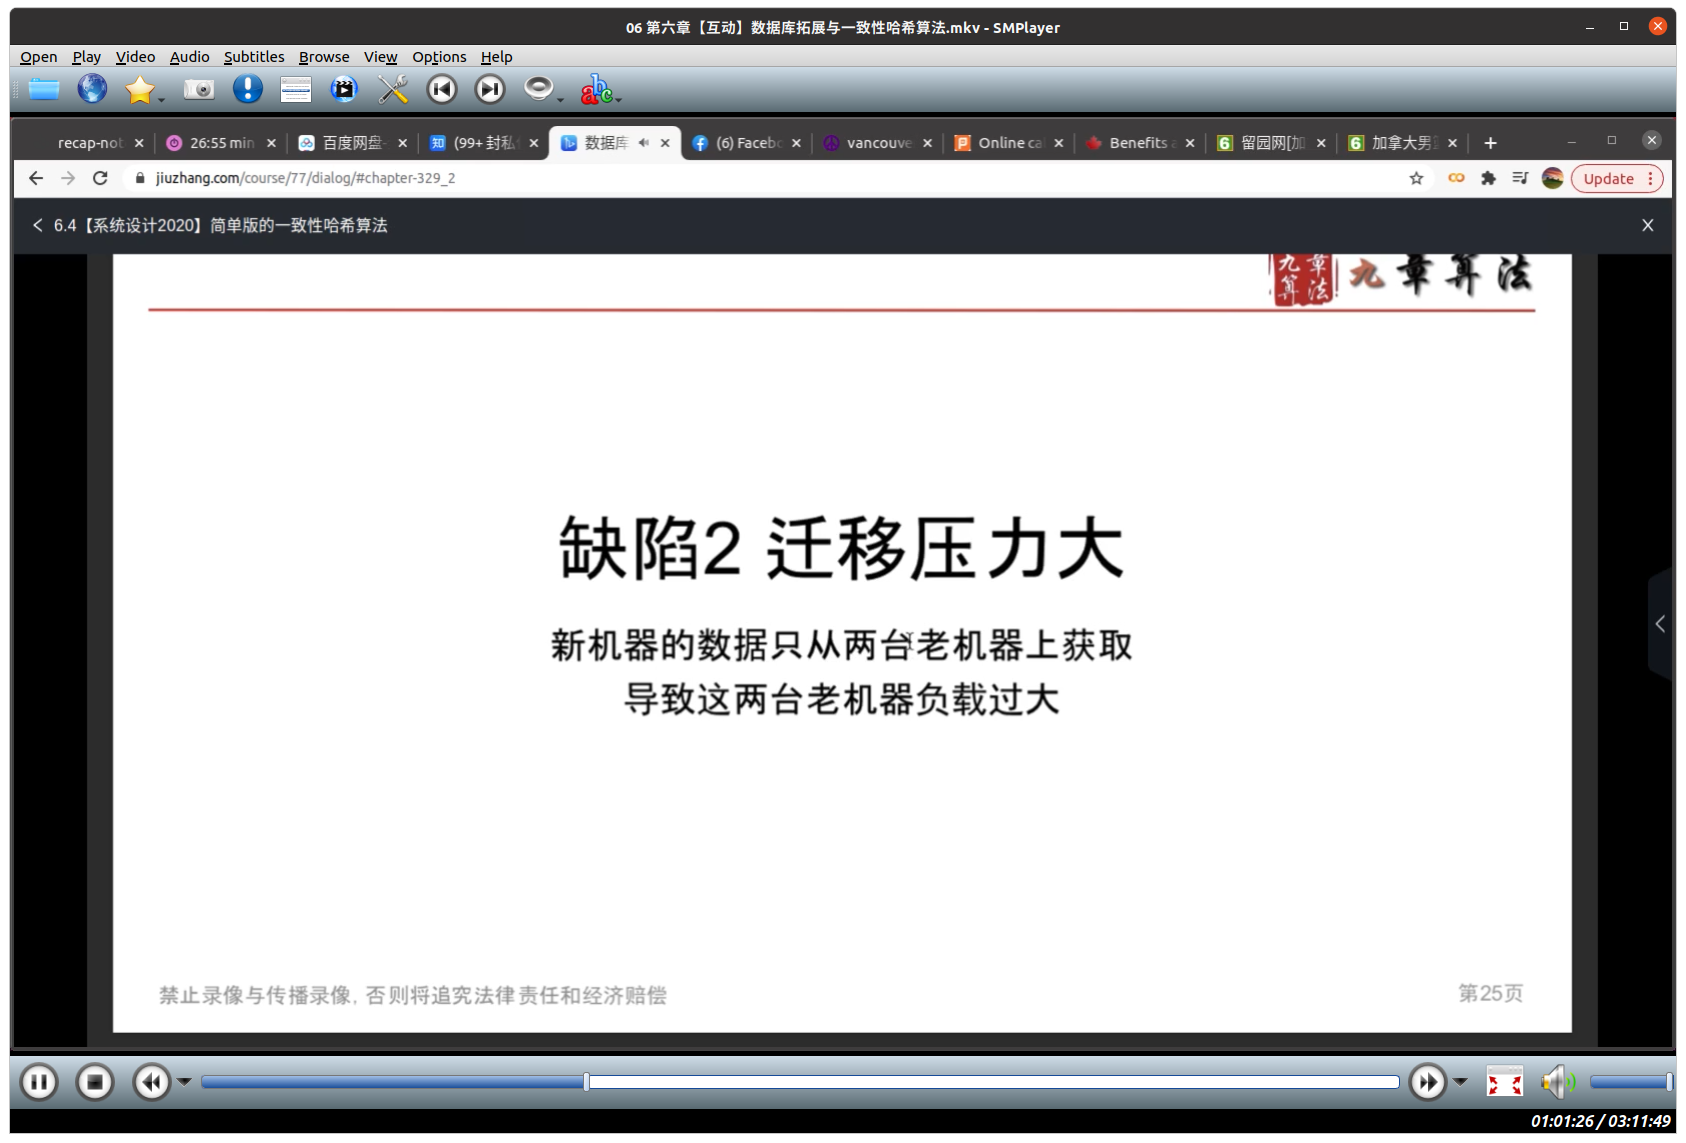 06 第六章【互动】数据库拓展与一致性哈希算法.mkv - SMPlayer
Open Play Video Audio Subtitles Browse View Options Help
recap-not 26:55 min 百度网盘- (99+ 封私 数据库 (6) Facebo vancouve Online ca Benefits a 留园网[加 加拿大男
jiuzhang.com/course/77/dialog/#chapter-329_2
Update
6.4【系统设计2020】简单版的一致性哈希算法
九章算法 九章算法
缺陷2 迁移压力大
新机器的数据只从两台老机器上获取
导致这两台老机器负载过大
禁止录像与传播录像, 否则将追究法律责任和经济赔偿
第25页
01:01:26 / 03:11:49